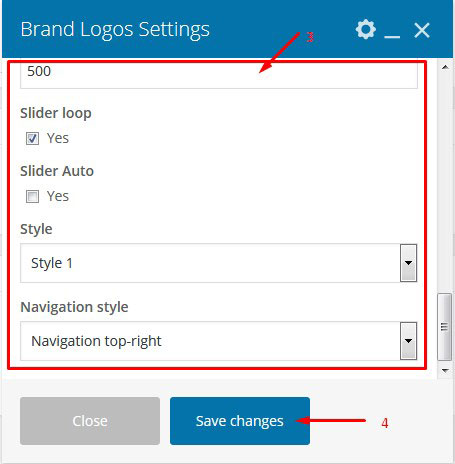 Brand Logos Settings
3
500
Slider loop
Yes
Slider Auto
Yes
Style
Style 1
Navigation style
Navigation top-right
Close
Save changes
4